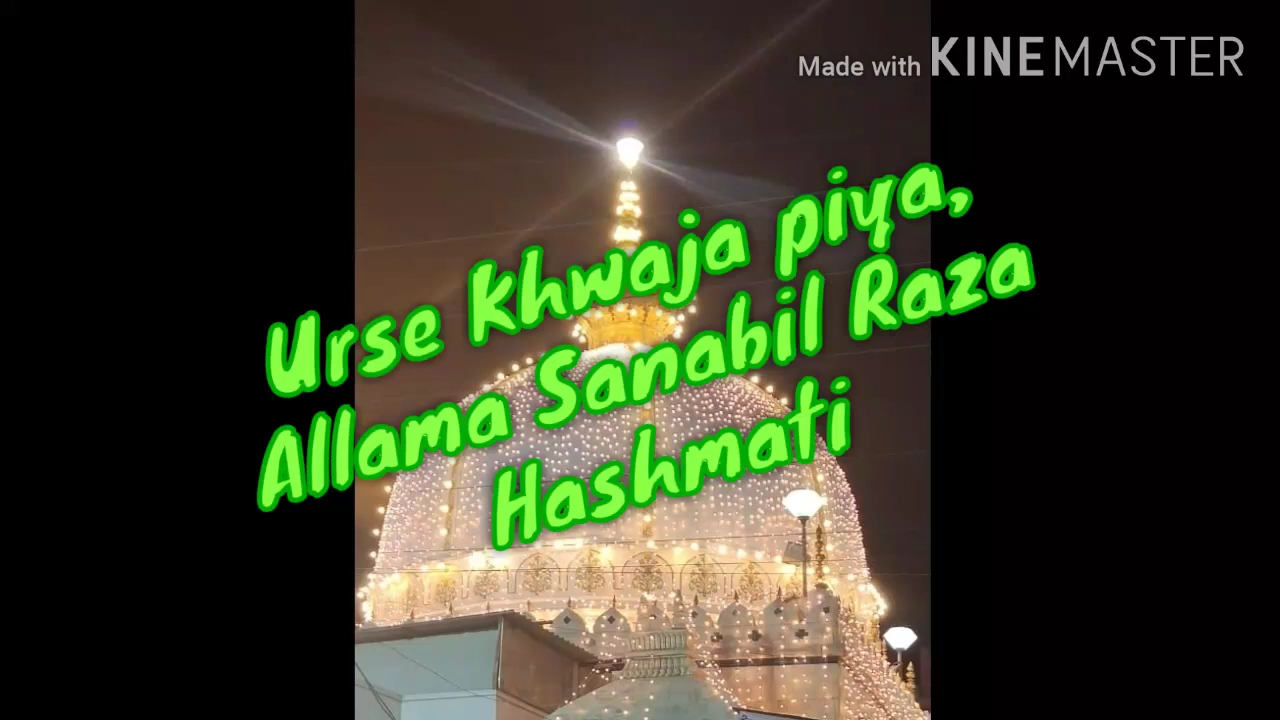 Made with KINEMASTER
Urse Khwaja piya,
Allama Sanabil Raza
Hashmati